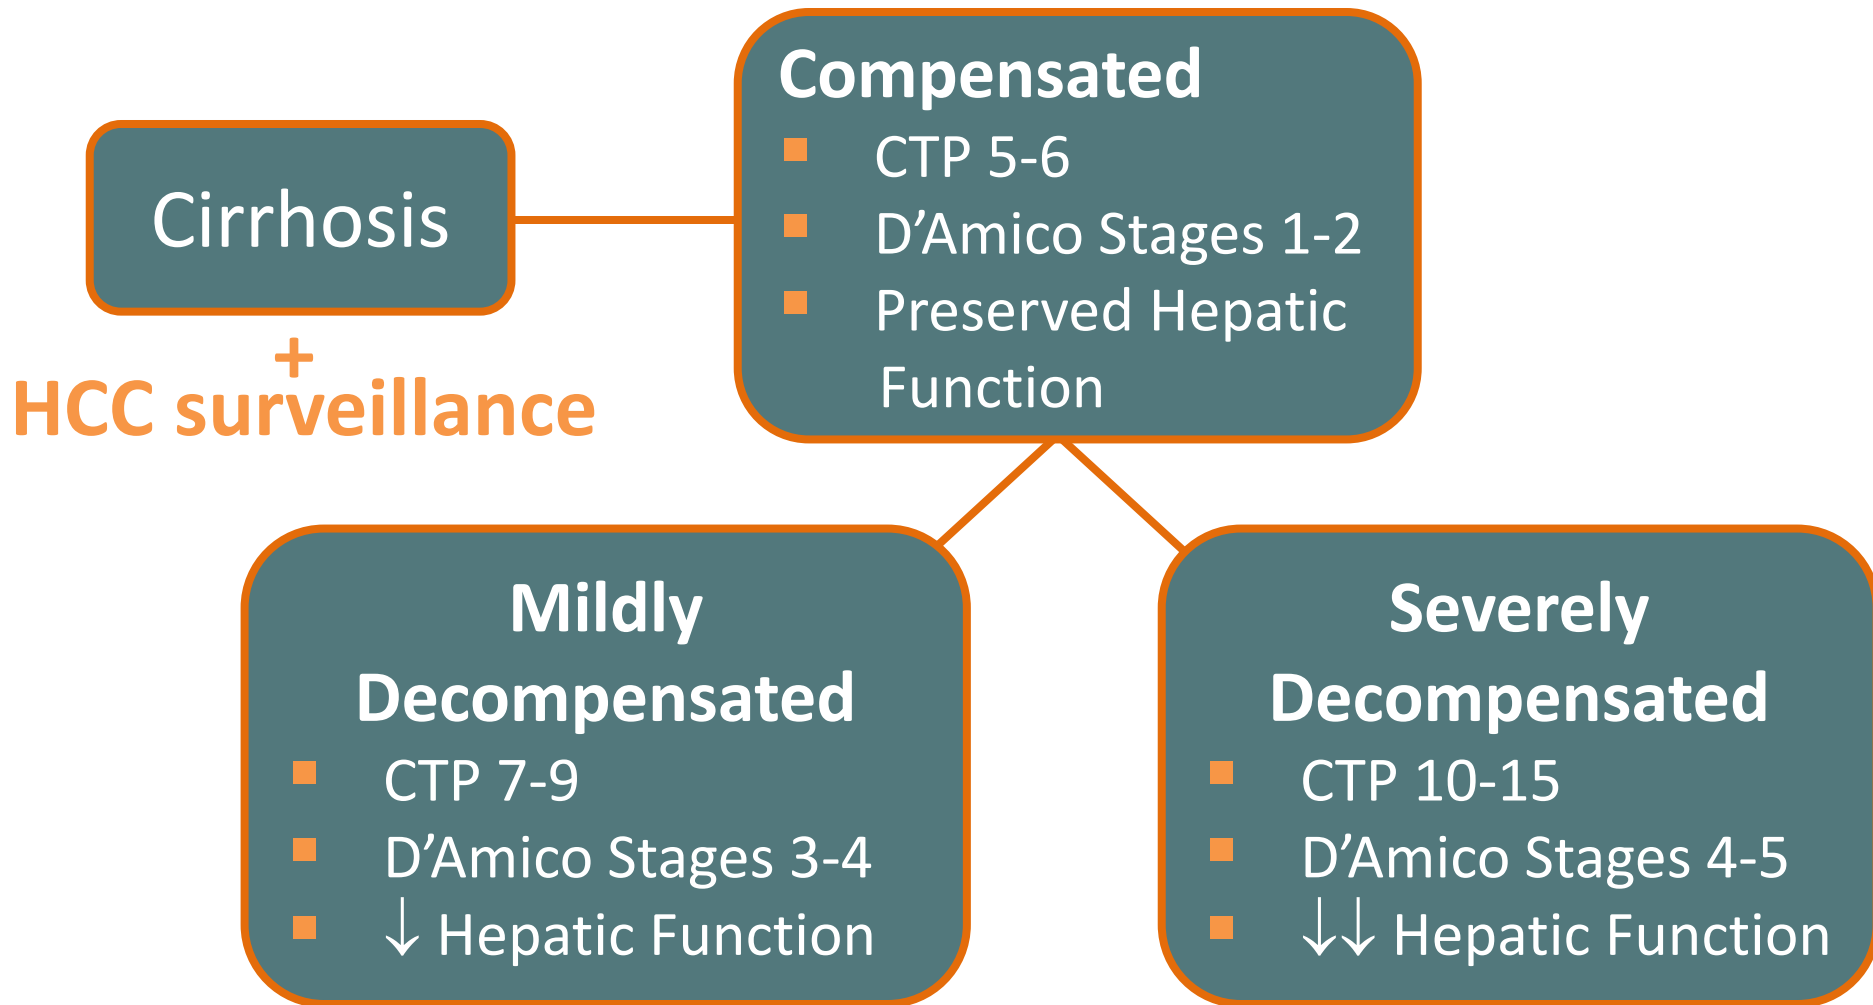 Cirrhosis
+
HCC surveillance
Compensated
▪ CTP 5-6
▪ D’Amico Stages 1-2
▪ Preserved Hepatic
Function
Mildly
Decompensated
▪ CTP 7-9
▪ D’Amico Stages 3-4
▪ ↓ Hepatic Function
Severely
Decompensated
▪ CTP 10-15
▪ D’Amico Stages 4-5
▪ ↓↓ Hepatic Function